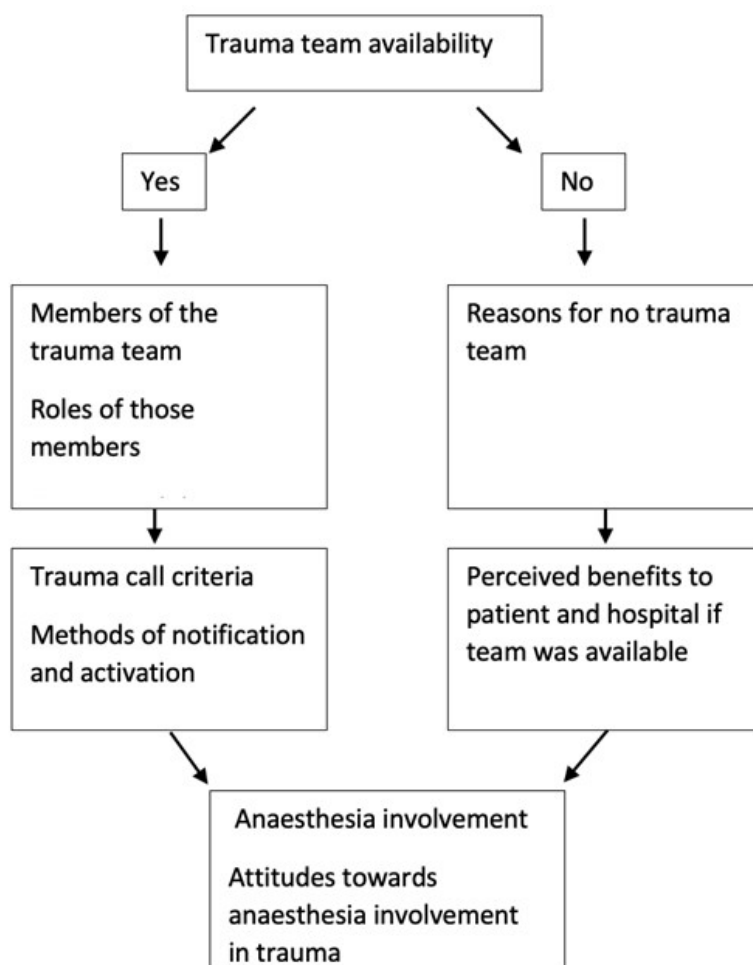 Trauma team availability
Yes
No
Members of the
trauma team
Roles of those
members
Reasons for no trauma
team
Trauma call criteria
Methods of notification
and activation
Perceived benefits to
patient and hospital if
team was available
Anaesthesia involvement
Attitudes towards
anaesthesia involvement
in trauma